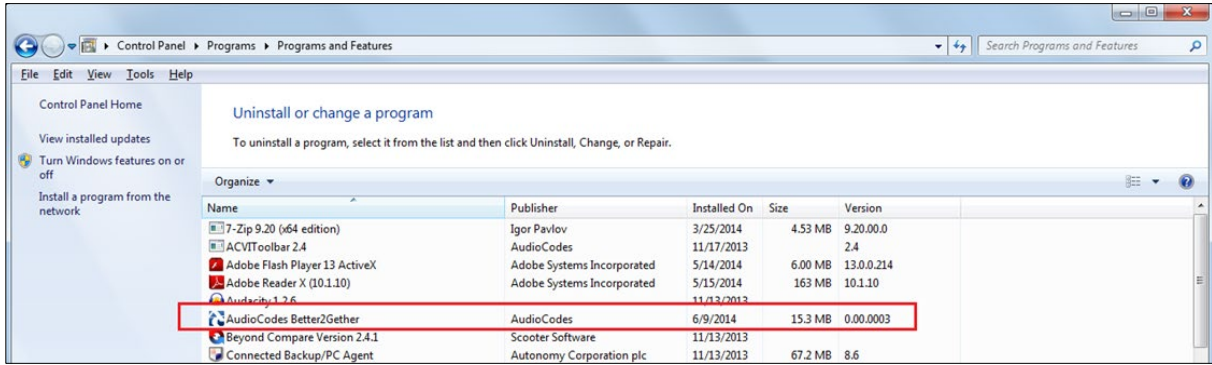 Control Panel ▸ Programs ▸ Programs and Features
Search Programs and Features
File Edit View Tools Help
Control Panel Home
View installed updates
Turn Windows features on or
off
Install a program from the
network
Uninstall or change a program
To uninstall a program, select it from the list and then click Uninstall, Change, or Repair.
Organize
Name Publisher Installed On Size Version
7-Zip 9.20 (x64 edition) Igor Pavlov 3/25/2014 4.53 MB 9.20.00.0
ACVIToolbar 2.4 AudioCodes 11/17/2013 2.4
Adobe Flash Player 13 ActiveX Adobe Systems Incorporated 5/14/2014 6.00 MB 13.0.0.214
Adobe Reader X (10.1.10) Adobe Systems Incorporated 5/15/2014 163 MB 10.1.10
Audacity 1.2.6 11/13/2013
AudioCodes Better2Gether AudioCodes 6/9/2014 15.3 MB 0.00.0003
Beyond Compare Version 2.4.1 Scooter Software 11/13/2013
Connected Backup/PC Agent Autonomy Corporation plc 11/13/2013 67.2 MB 8.6